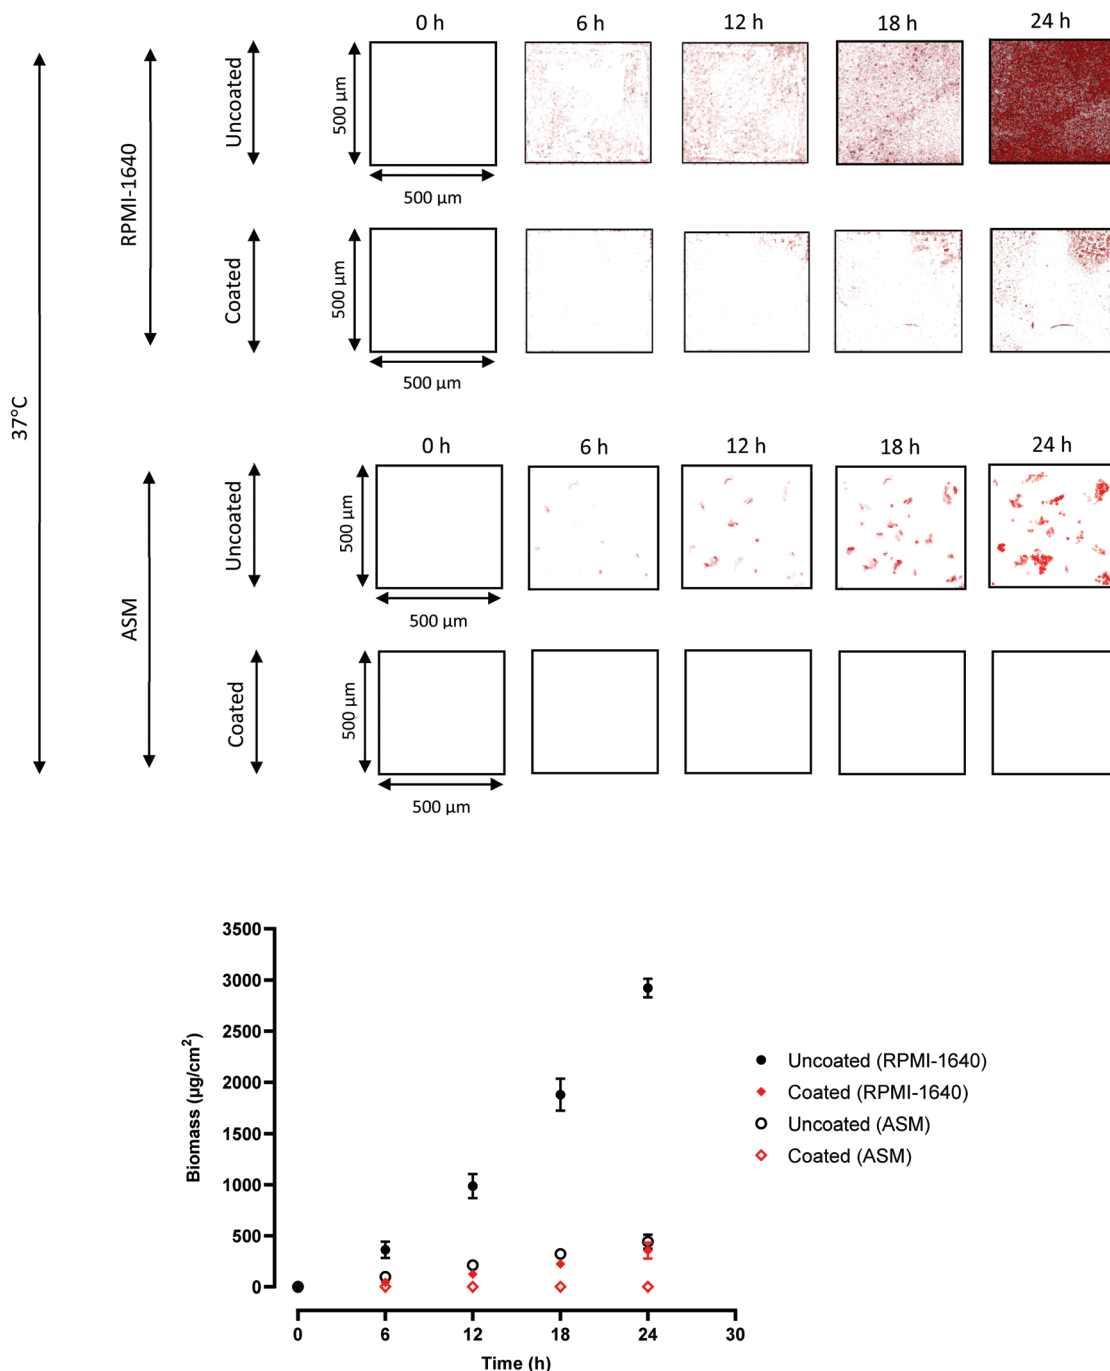 0 h 6 h 12 h 18 h 24 h
37°C
RPMI-1640
Uncoated
500 µm
500 µm
Coated
500 µm
500 µm
0 h 6 h 12 h 18 h 24 h
ASM
Uncoated
500 µm
500 µm
Coated
500 µm
500 µm
Biomass (µg/cm²)
3500
3000
2500
2000
1500
1000
500
0
0 6 12 18 24 30
Time (h)
Uncoated (RPMI-1640)
Coated (RPMI-1640)
Uncoated (ASM)
Coated (ASM)